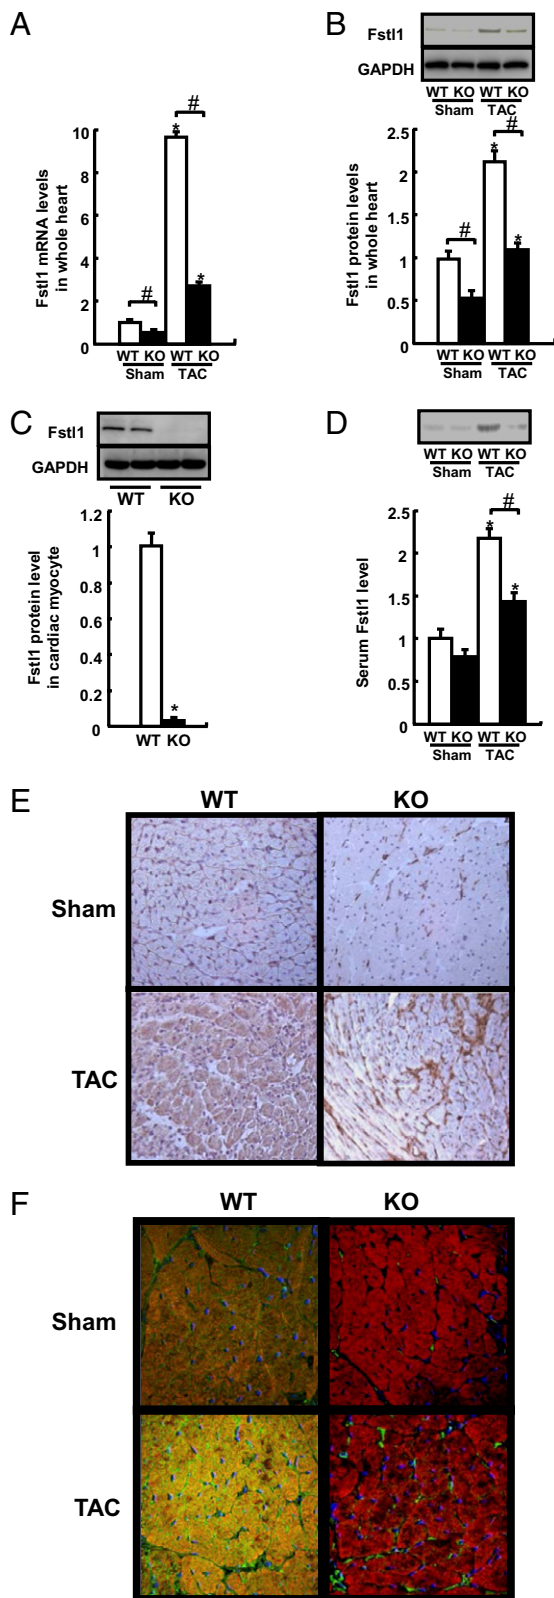 A
#
*
10
8
6
4
2
0
Fstl1 mRNA levels
in whole heart
#
*
WT KO WT KO
Sham TAC
B
Fstl1
GAPDH
WT KO WT KO
Sham TAC
#
*
2.5
2
1.5
1
0.5
0
Fstl1 protein levels
in whole heart
#
*
WT KO WT KO
Sham TAC
C
Fstl1
GAPDH
WT KO
1.2
1
0.8
0.6
0.4
0.2
0
Fstl1 protein level
in cardiac myocyte
*
WT KO
D
WT KO WT KO
Sham TAC
#
*
2.5
2
1.5
1
0.5
0
Serum Fstl1 level
*
WT KO WT KO
Sham TAC
E
WT KO
Sham
TAC
F
WT KO
Sham
TAC